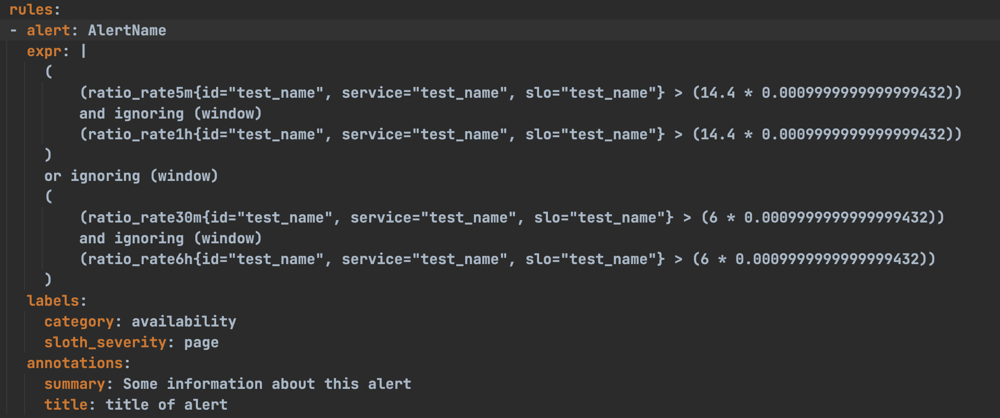 rules:
- alert: AlertName
  expr: |
    (
        (ratio_rate5m{id="test_name", service="test_name", slo="test_name"} > (14.4 * 0.0009999999999999432))
        and ignoring (window)
        (ratio_rate1h{id="test_name", service="test_name", slo="test_name"} > (14.4 * 0.0009999999999999432))
    )
    or ignoring (window)
    (
        (ratio_rate30m{id="test_name", service="test_name", slo="test_name"} > (6 * 0.0009999999999999432))
        and ignoring (window)
        (ratio_rate6h{id="test_name", service="test_name", slo="test_name"} > (6 * 0.0009999999999999432))
    )
  labels:
    category: availability
    sloth_severity: page
  annotations:
    summary: Some information about this alert
    title: title of alert